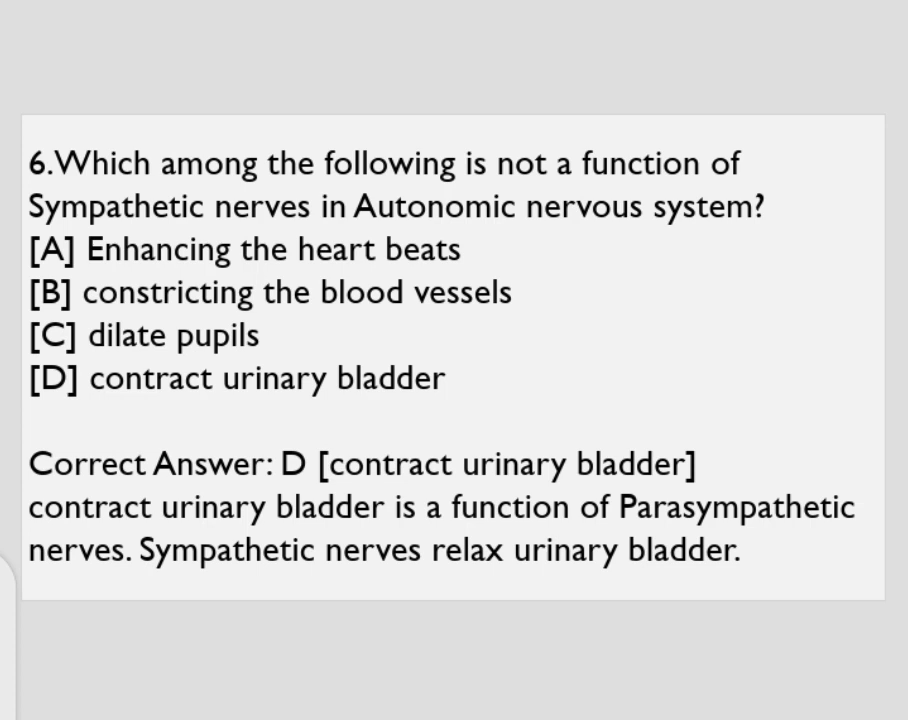 6.Which among the following is not a function of
Sympathetic nerves in Autonomic nervous system?
[A] Enhancing the heart beats
[B] constricting the blood vessels
[C] dilate pupils
[D] contract urinary bladder
Correct Answer: D [contract urinary bladder]
contract urinary bladder is a function of Parasympathetic
nerves. Sympathetic nerves relax urinary bladder.